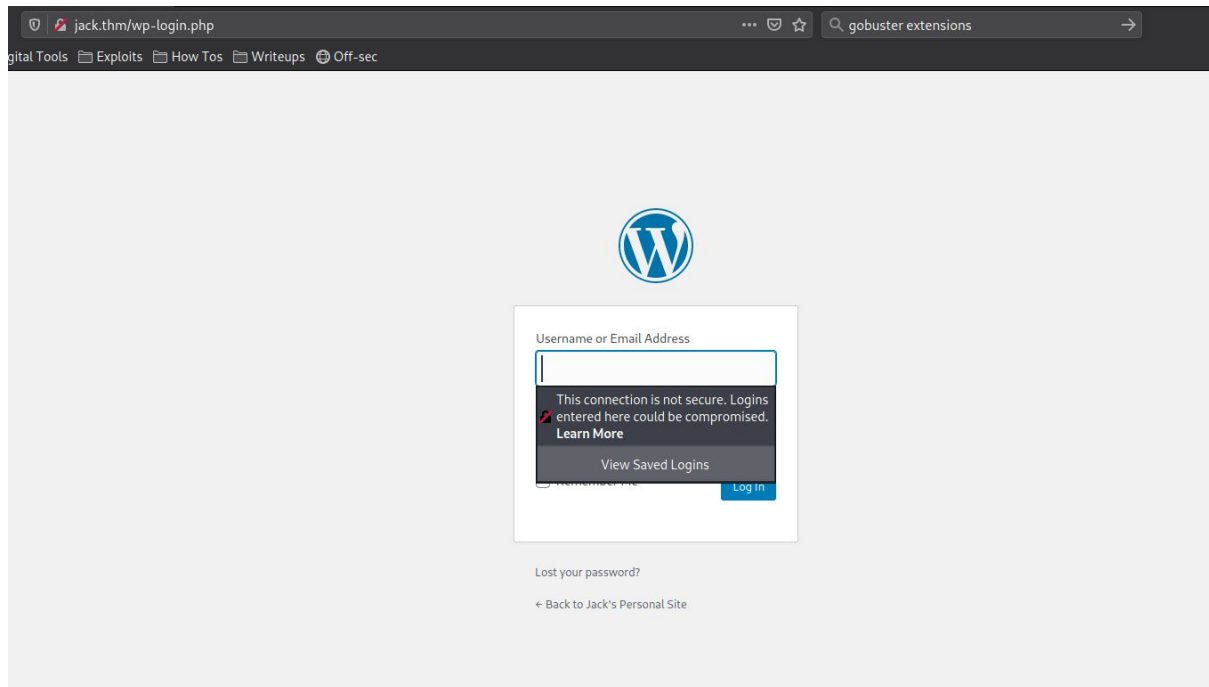 jack.thm/wp-login.php
gobuster extensions
gital Tools Exploits How Tos Writeups Off-sec
Username or Email Address
This connection is not secure. Logins
entered here could be compromised.
Learn More
View Saved Logins
Remember Me
Log In
Lost your password?
← Back to Jack's Personal Site